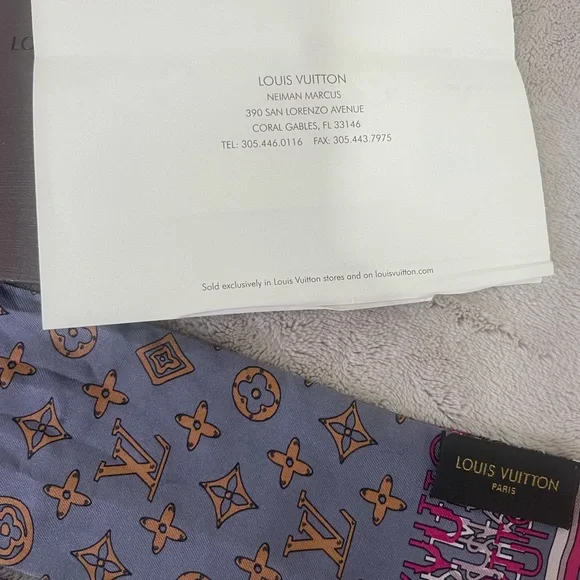 LO
LOUIS VUITTON
NEIMAN MARCUS
390 SAN LORENZO AVENUE
CORAL GABLES, FL 33146
TEL: 305.446.0116 FAX: 305.443.7975
Sold exclusively in Louis Vuitton stores and on louisvuitton.com
LOUIS VUITTON
PARIS